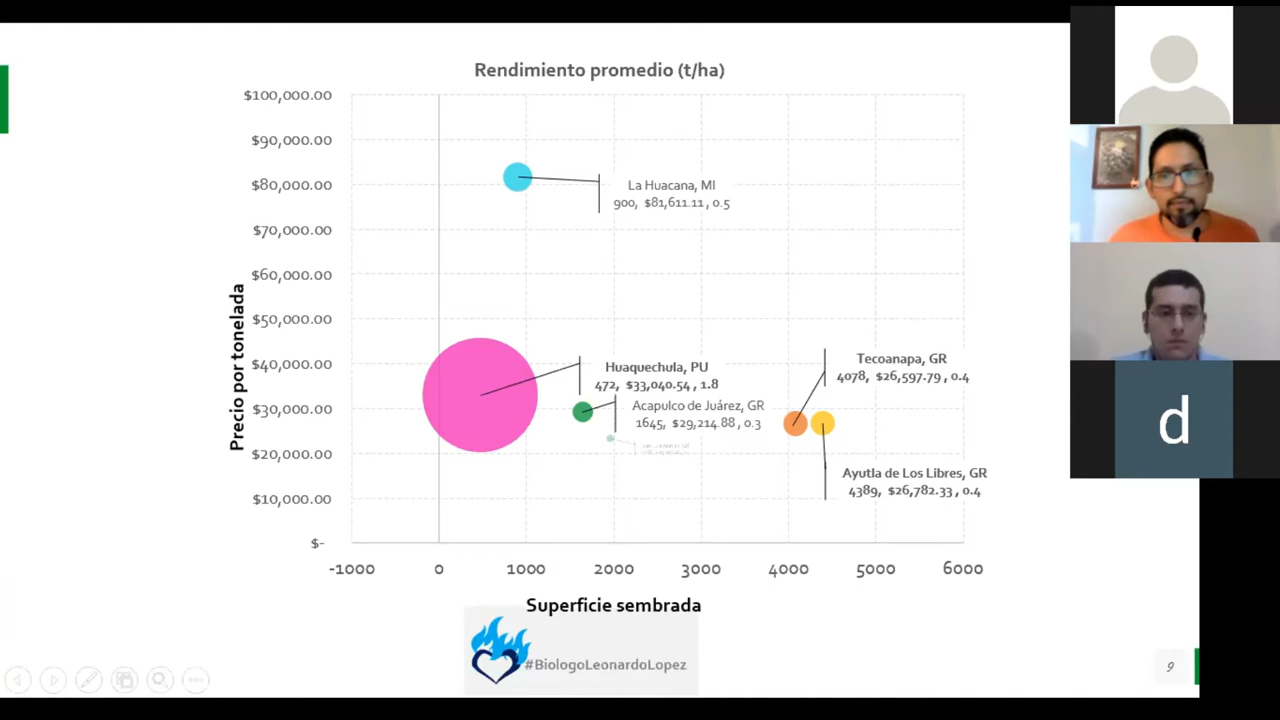 Rendimiento promedio (t/ha)
$100,000.00
$90,000.00
$80,000.00
$70,000.00
$60,000.00
$50,000.00
$40,000.00
$30,000.00
$20,000.00
$10,000.00
$-
Precio por tonelada
La Huacana, MI
900, $81,611.11 , 0.5
Huaquechula, PU
472, $33,040.54 , 1.8
Acapulco de Juárez, GR
1645, $29,214.88 , 0.3
Tecoanapa, GR
4078, $26,597.79 , 0.4
Ayutla de Los Libres, GR
4389, $26,782.33 , 0.4
-1000 0 1000 2000 3000 4000 5000 6000
Superficie sembrada
#BiologoLeonardoLopez
9
d